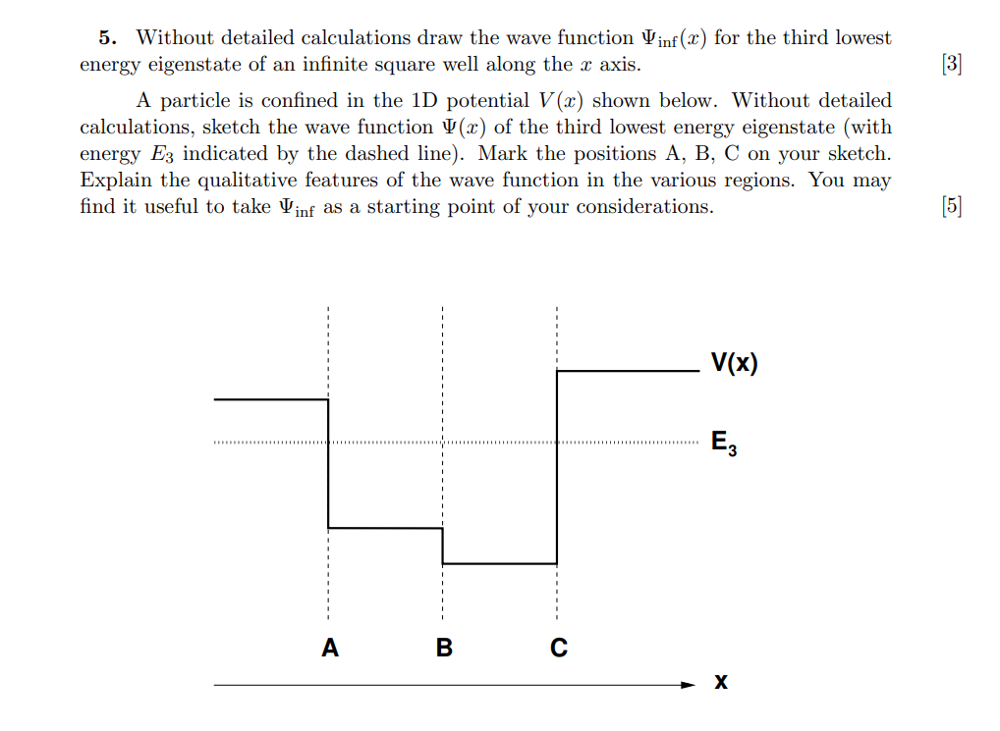 5. Without detailed calculations draw the wave function Ψinf(x) for the third lowest
energy eigenstate of an infinite square well along the x axis. [3]
A particle is confined in the 1D potential V(x) shown below. Without detailed
calculations, sketch the wave function Ψ(x) of the third lowest energy eigenstate (with
energy E3 indicated by the dashed line). Mark the positions A, B, C on your sketch.
Explain the qualitative features of the wave function in the various regions. You may
find it useful to take Ψinf as a starting point of your considerations. [5]
V(x)
E3
A B C
x